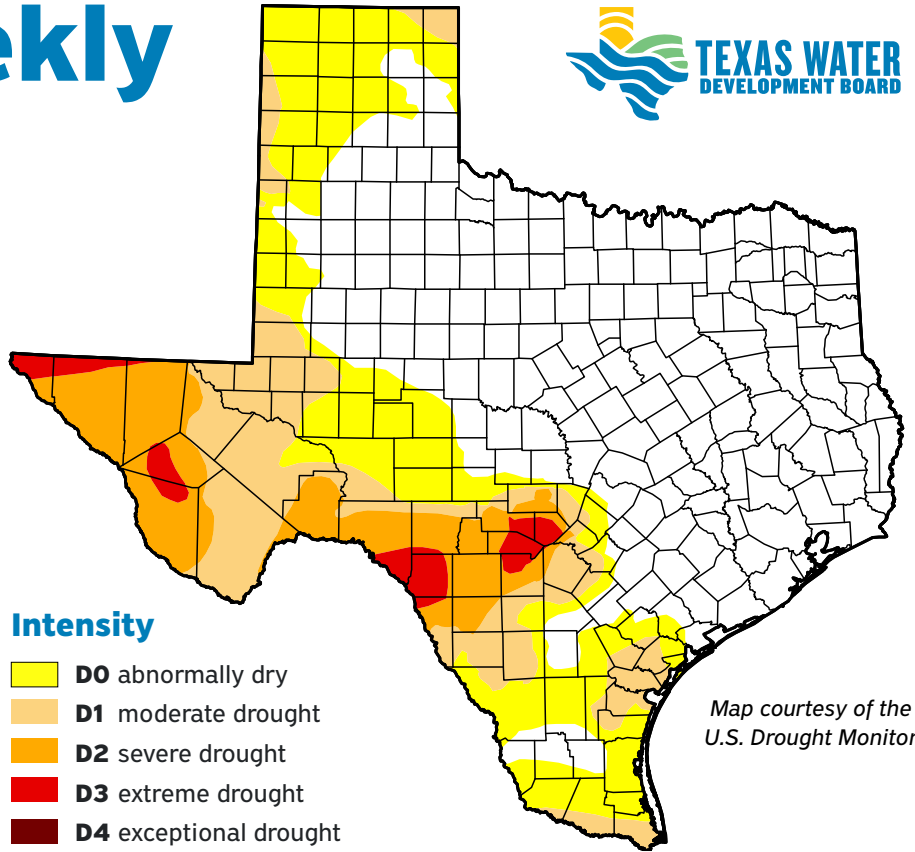 ekly
TEXAS WATER
DEVELOPMENT BOARD
Intensity
D0 abnormally dry
D1 moderate drought
D2 severe drought
D3 extreme drought
D4 exceptional drought
Map courtesy of the
U.S. Drought Monitor